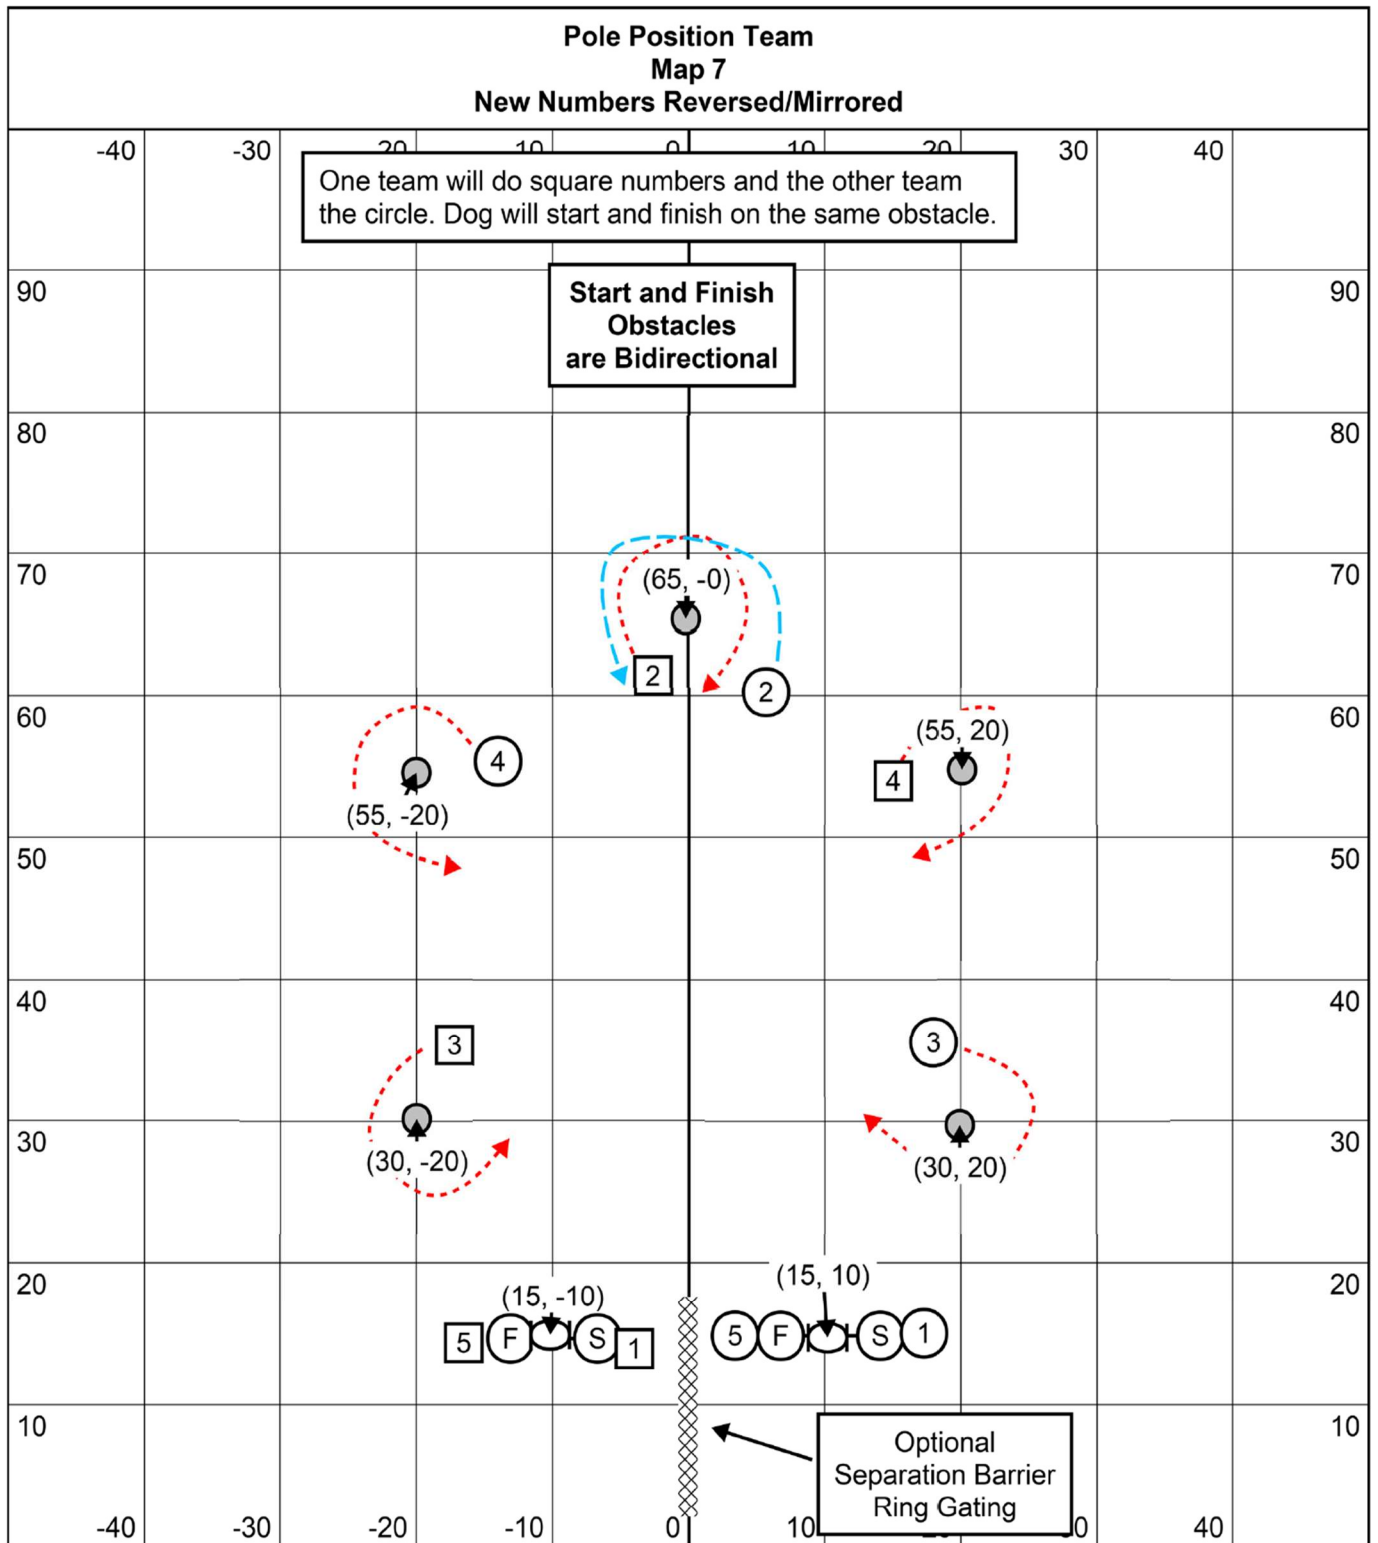 Pole Position Team
Map 7
New Numbers Reversed/Mirrored
-40 -30 20 10 0 10 20 30 40
One team will do square numbers and the other team
the circle. Dog will start and finish on the same obstacle.
90 90
Start and Finish
Obstacles
are Bidirectional
80 80
70 70
(65, -0)
2 2
60 60
(55, 20)
4 4
(55, -20)
50 50
40 40
3 3
30 30
(30, -20) (30, 20)
20 20
(15, -10) (15, 10)
5 F S 1 5 F S 1
10 10
Optional
Separation Barrier
Ring Gating
-40 -30 -20 -10 0 10 40